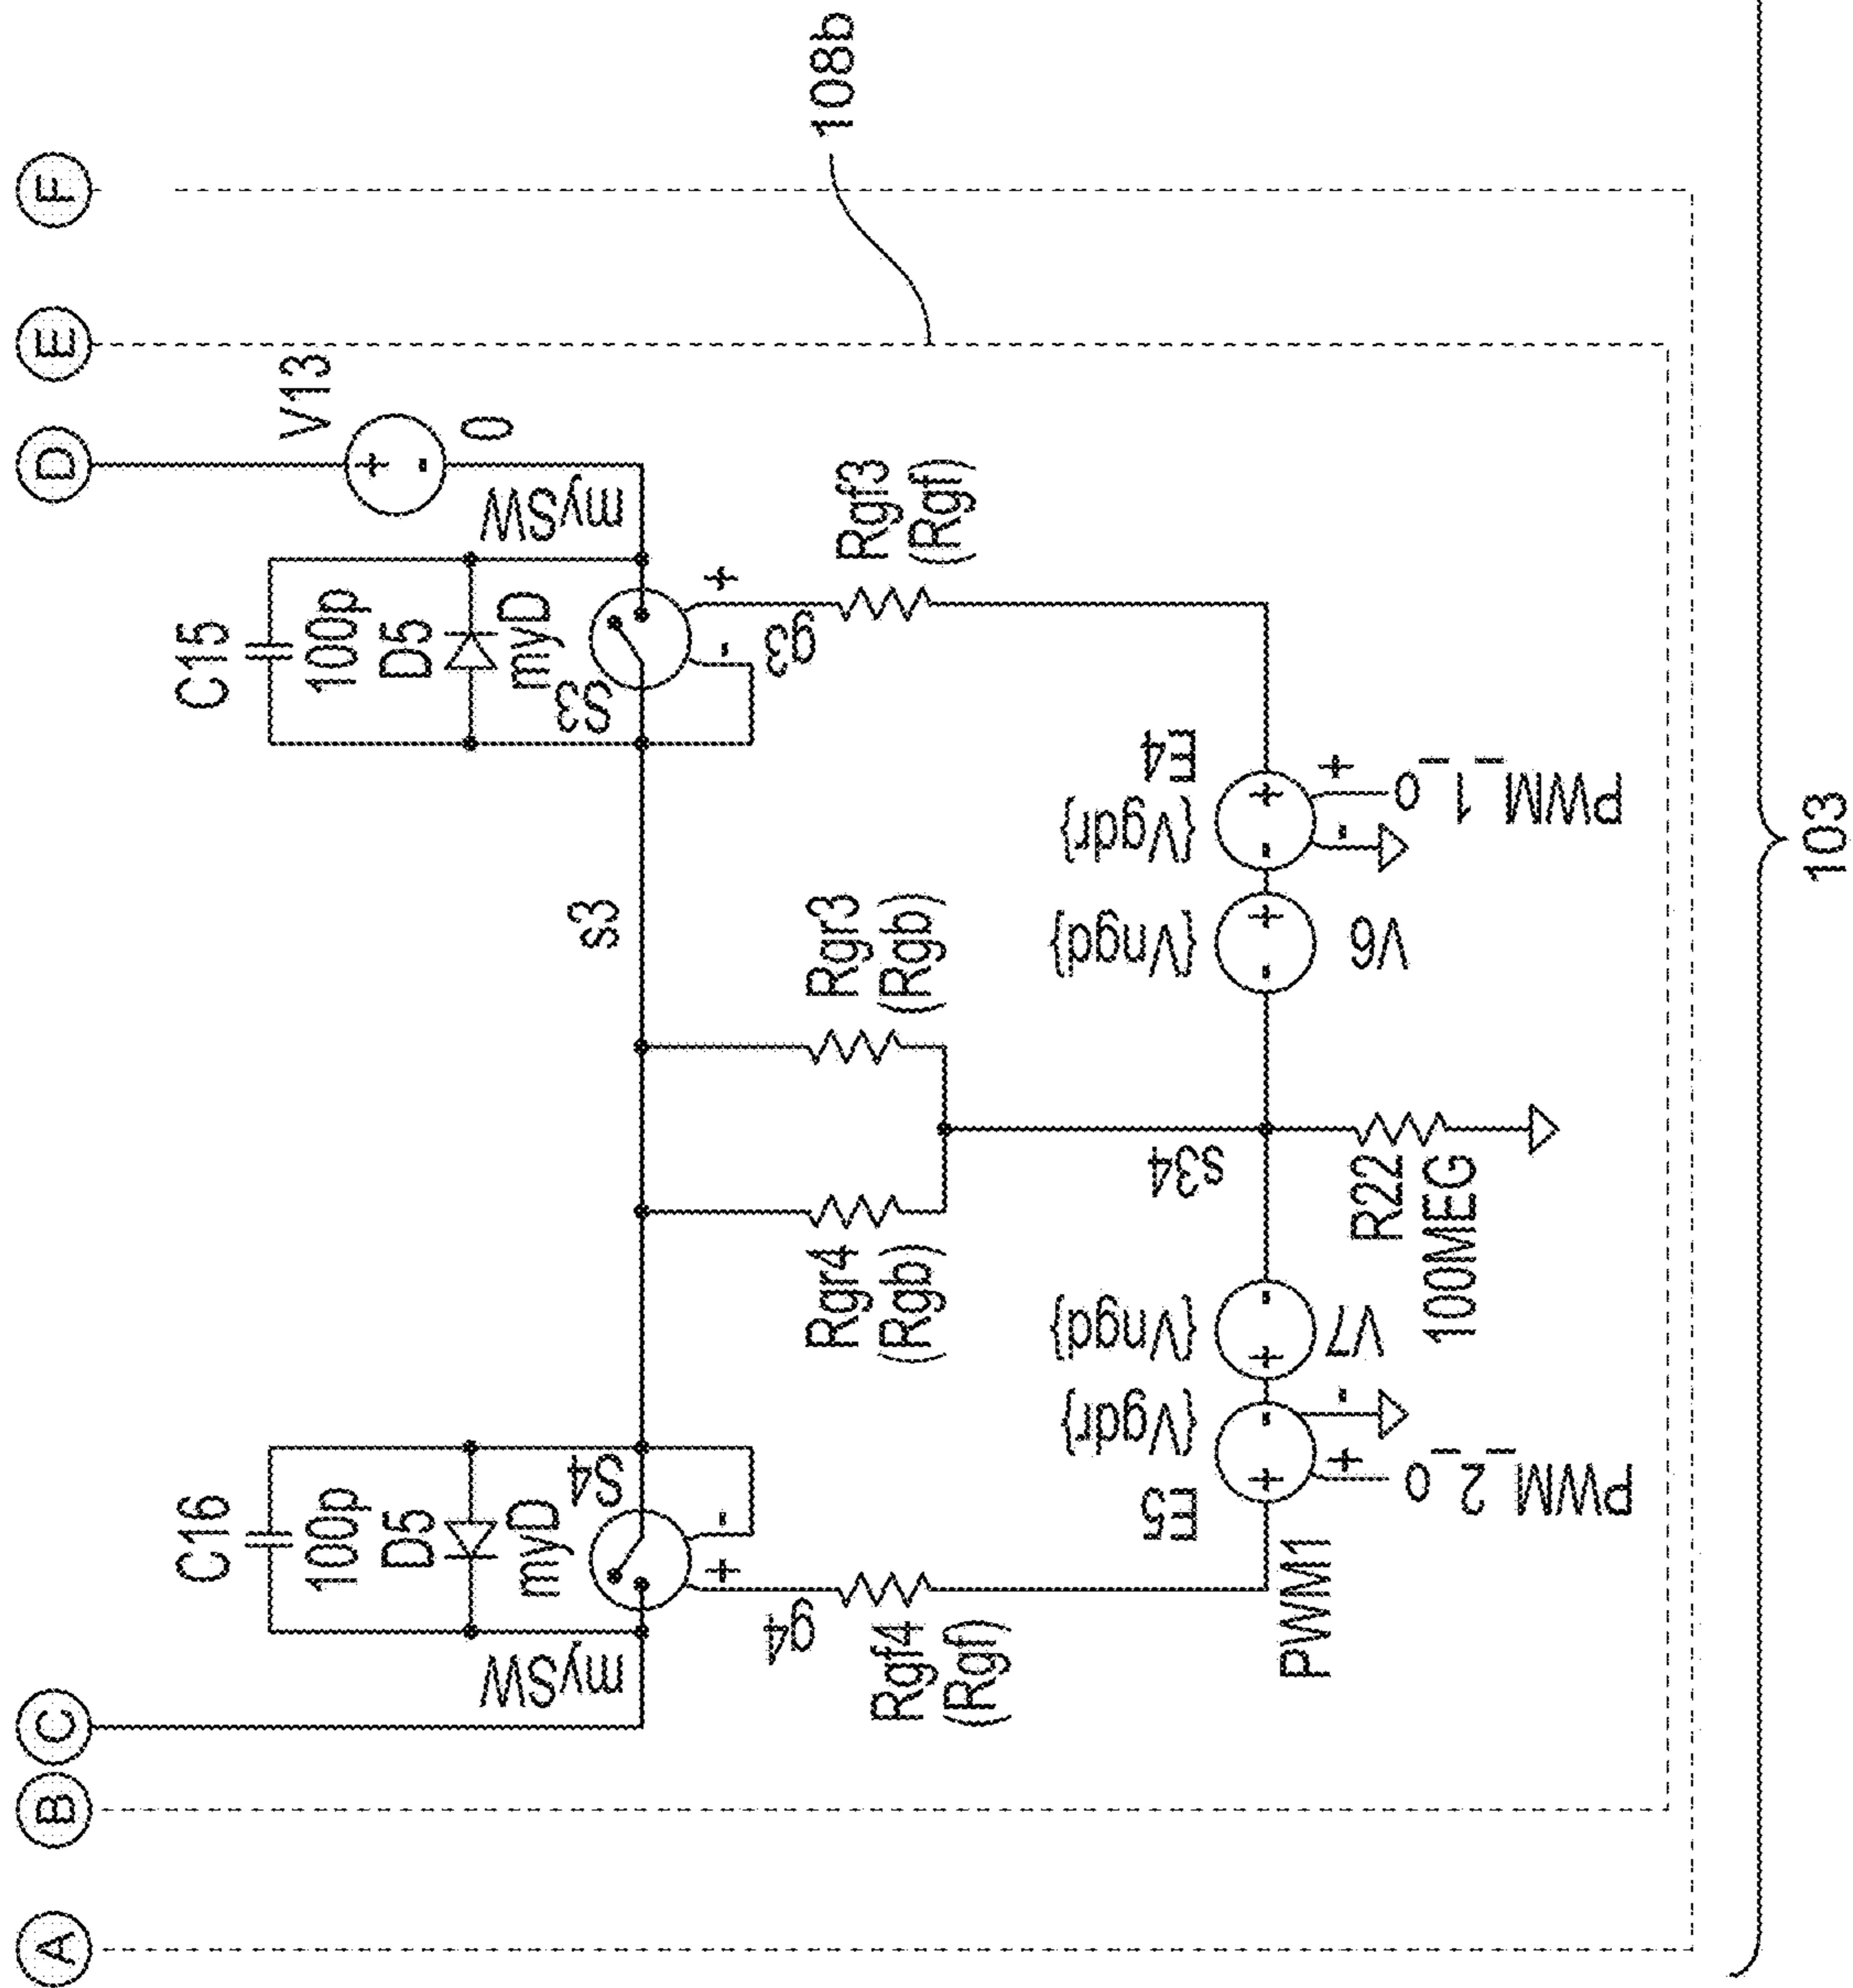 A
B
C
D
E
F
108b
V13
0
mySW
C15
100p
D5
myD
S3
g3
Rgf3
(Rgf)
s3
Rgr3
(Rgb)
Rgr4
(Rgb)
E4
{Vgdr}
{Vngd}
V6
PWM_1_o
s34
R22
100MEG
C16
100p
D5
myD
S4
mySW
g4
Rgf4
(Rgf)
{Vngd}
V7
{Vgdr}
E5
PWM_2_o
PWM1
+
-
+
-
+
-
+
-
+
-
+
-
+
-
+
-
+
-
103